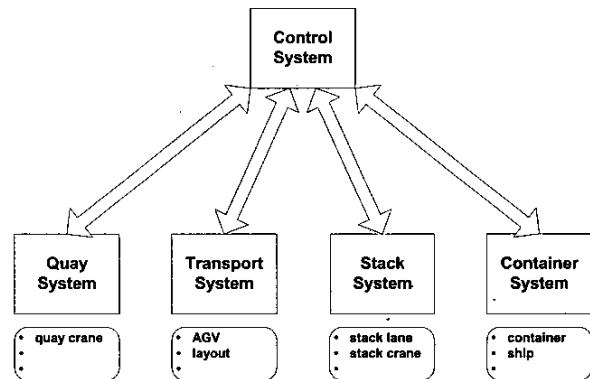 Control
System
Quay
System
Transport
System
Stack
System
Container
System
• quay crane
•
•
• AGV
• layout
•
• stack lane
• stack crane
•
• container
• ship
•